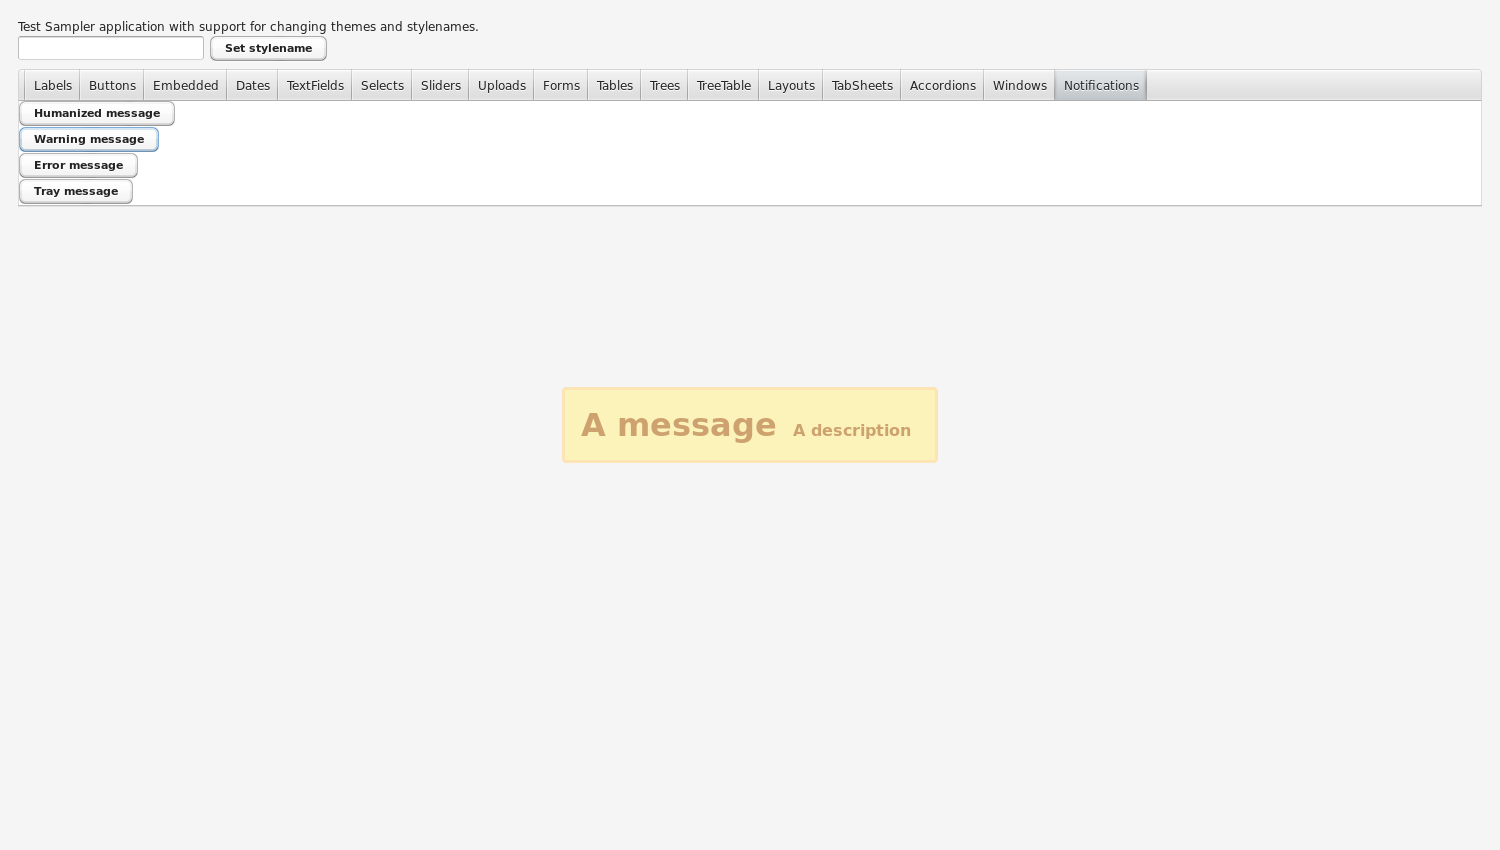 Test Sampler application with support for changing themes and stylenames.
Set stylename
Labels Buttons Embedded Dates TextFields Selects Sliders Uploads Forms Tables Trees TreeTable Layouts TabSheets Accordions Windows Notifications
Humanized message
Warning message
Error message
Tray message
A message A description